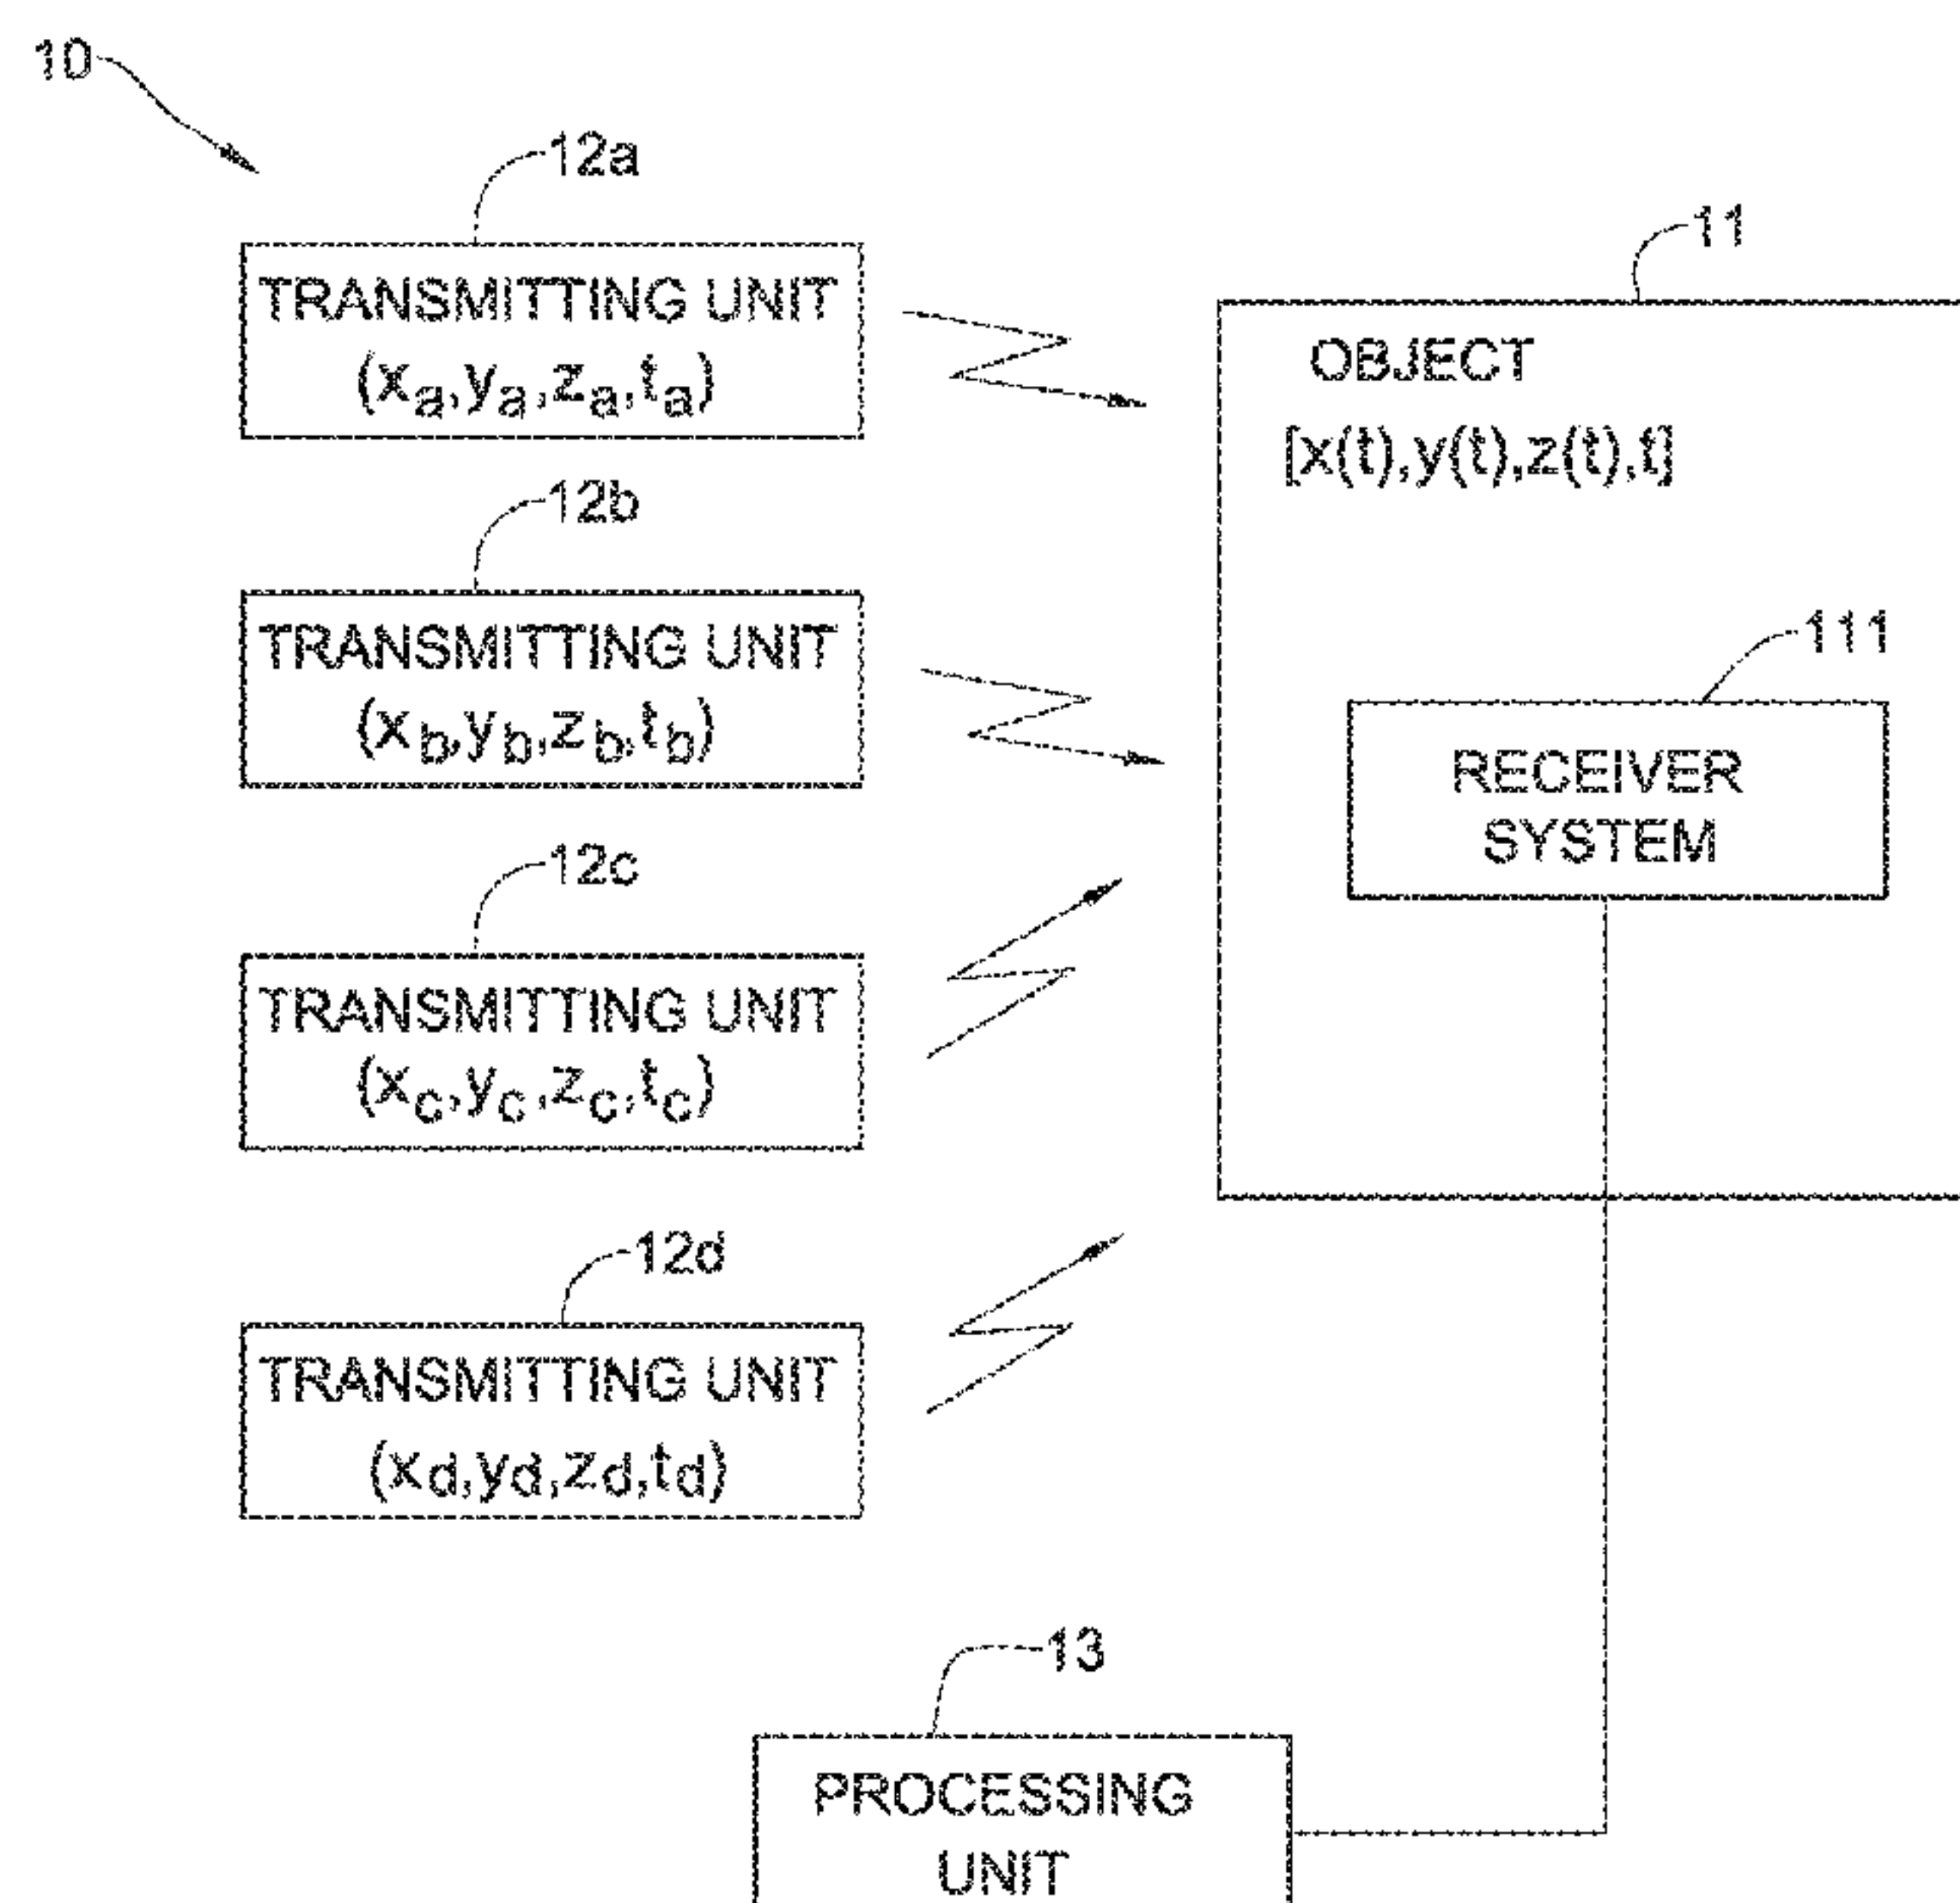 10
12a
TRANSMITTING UNIT
(xa,ya,za,ta)
12b
TRANSMITTING UNIT
(xb,yb,zb,tb)
12c
TRANSMITTING UNIT
(xc,yc,zc,tc)
12d
TRANSMITTING UNIT
(xd,yd,zd,td)
11
OBJECT
[x(t),y(t),z(t),t]
111
RECEIVER
SYSTEM
13
PROCESSING
UNIT